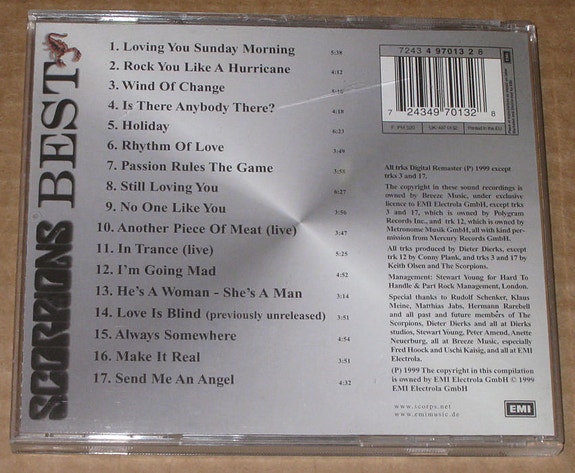 SCORPIONS BEST
1. Loving You Sunday Morning 5:38
2. Rock You Like A Hurricane 4:12
3. Wind Of Change
4. Is There Anybody There? 4:18
5. Holiday 6:23
6. Rhythm Of Love 3:49
7. Passion Rules The Game
8. Still Loving You 6:27
9. No One Like You 3:56
10. Another Piece Of Meat (live) 3:47
11. In Trance (live) 5:25
12. I'm Going Mad 4:52
13. He's A Woman - She's A Man 3:14
14. Love Is Blind (previously unreleased) 3:51
15. Always Somewhere 4:54
16. Make It Real 3:51
17. Send Me An Angel 4:32
7243 4 97013 2 8
7 24349 70132 8
Printed in the EU
All trks Digital Remaster (P) 1999 except
trks 3 and 17.
The copyright in these sound recordings is
owned by Breeze Music, under exclusive
licence to EMI Electrola GmbH, except trks
3 and 17, which is owned by Polygram
Records Inc., and trk 12, which is owned by
Metronome Musik GmbH, all with kind per-
mission from Mercury Records GmbH.
All trks produced by Dieter Dierks, except
trk 12 by Conny Plank, and trks 3 and 17 by
Keith Olsen and The Scorpions.
Management: Stewart Young for Hard To
Handle & Part Rock Management, London.
Special thanks to Rudolf Schenker, Klaus
Meine, Matthias Jabs, Hermann Rarebell
and all past and future members of The
Scorpions, Dieter Dierks and all at Dierks
studios, Stewart Young, Peter Amend, Anette
Neuerburg, all at Breeze Music, especially
Fred Hoock and Uschi Kaisig, and all at EMI
Electrola.
(P) 1999 The copyright in this compilation
is owned by EMI Electrola GmbH © 1999
EMI Electrola GmbH
www.scorps.net
www.emimusic.de
EMI